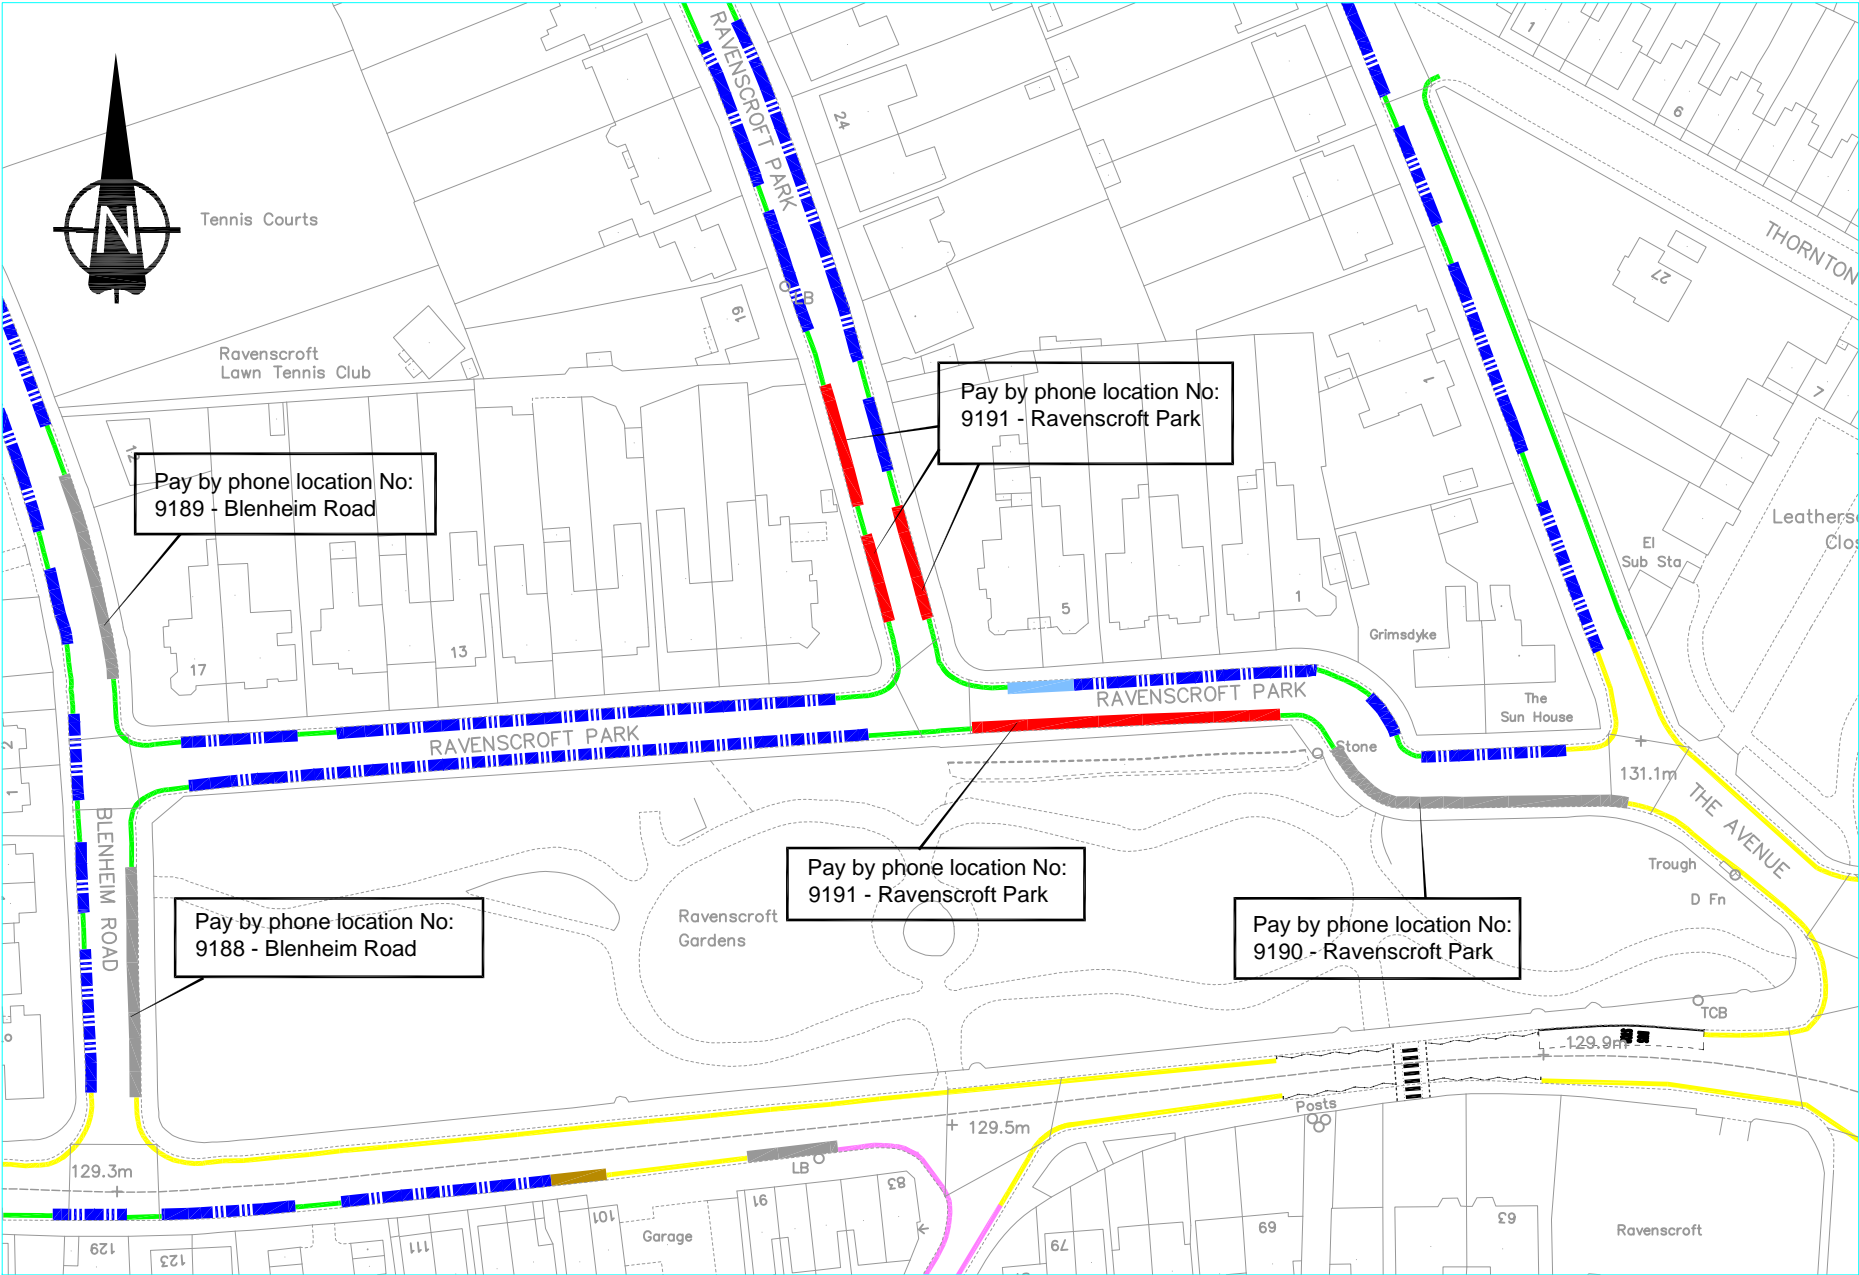 RAVENSCROFT PARK
1
6
24
N
Tennis Courts
THORNTON
27
LB
19
Ravenscroft
Lawn Tennis Club
1
7
Pay by phone location No:
9191 - Ravenscroft Park
12
Pay by phone location No:
9189 - Blenheim Road
El
Sub Sta
5
1
Grimsdyke
13
17
The
Sun House
RAVENSCROFT PARK
RAVENSCROFT PARK
Stone
2
1
131.1m
THE AVENUE
BLENHEIM ROAD
Pay by phone location No:
9191 - Ravenscroft Park
Trough
D Fn
Ravenscroft
Gardens
Pay by phone location No:
9188 - Blenheim Road
Pay by phone location No:
9190 - Ravenscroft Park
TCB
129.9m
Posts
129.5m
129.3m
LB
91
83
101
Garage
129
123
111
79
69
63
Ravenscroft